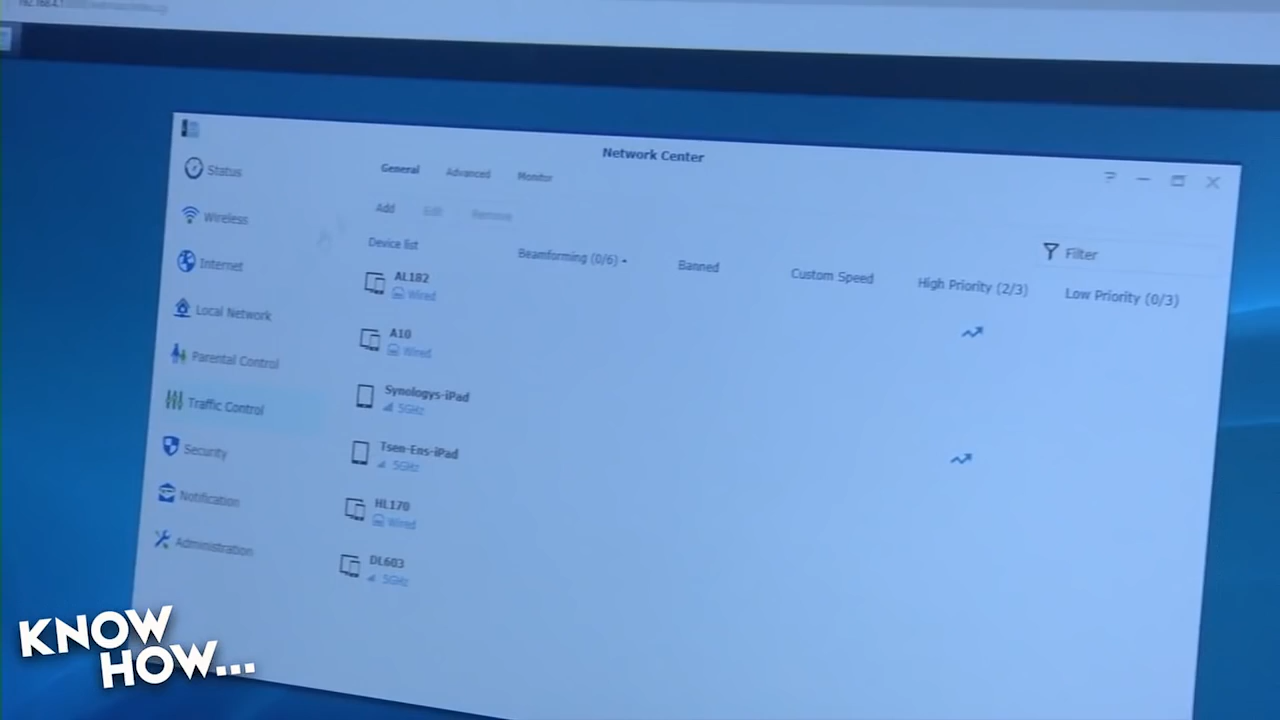 Network Center
Status
Wireless
Internet
Local Network
Parental Control
Traffic Control
Security
Notification
Administration
General Advanced Monitor
Add Edit Remove
Filter
Device list Beamforming (0/6) Banned Custom Speed High Priority (2/3) Low Priority (0/3)
AL182
Wired
A10
Wired
Synologys-iPad
5GHz
Tsen-Ens-iPad
5GHz
HL170
Wired
DL603
5GHz
KNOW
HOW...